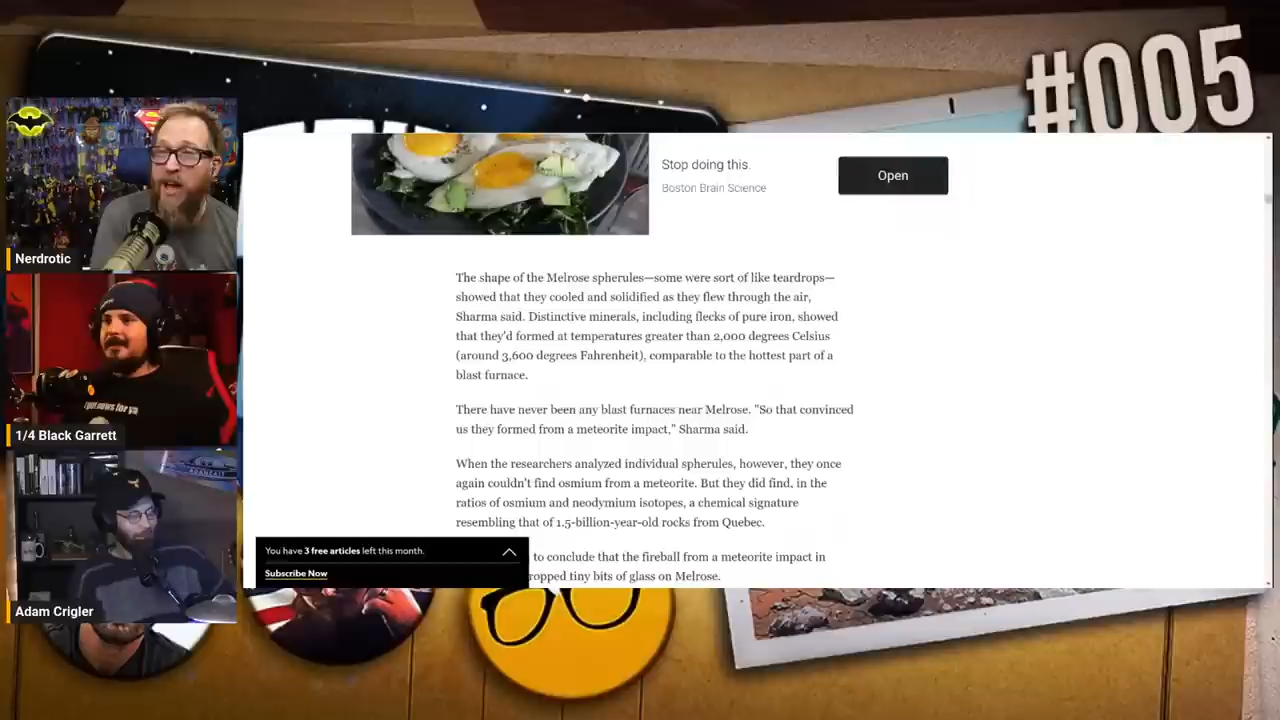 #005
Nerdrotic
1/4 Black Garrett
Adam Crigler
Stop doing this.
Boston Brain Science
Open
The shape of the Melrose spherules—some were sort of like teardrops—
showed that they cooled and solidified as they flew through the air,
Sharma said. Distinctive minerals, including flecks of pure iron, showed
that they'd formed at temperatures greater than 2,000 degrees Celsius
(around 3,600 degrees Fahrenheit), comparable to the hottest part of a
blast furnace.
There have never been any blast furnaces near Melrose. "So that convinced
us they formed from a meteorite impact," Sharma said.
When the researchers analyzed individual spherules, however, they once
again couldn't find osmium from a meteorite. But they did find, in the
ratios of osmium and neodymium isotopes, a chemical signature
resembling that of 1.5-billion-year-old rocks from Quebec.
to conclude that the fireball from a meteorite impact in
ropped tiny bits of glass on Melrose.
You have 3 free articles left this month.
Subscribe Now